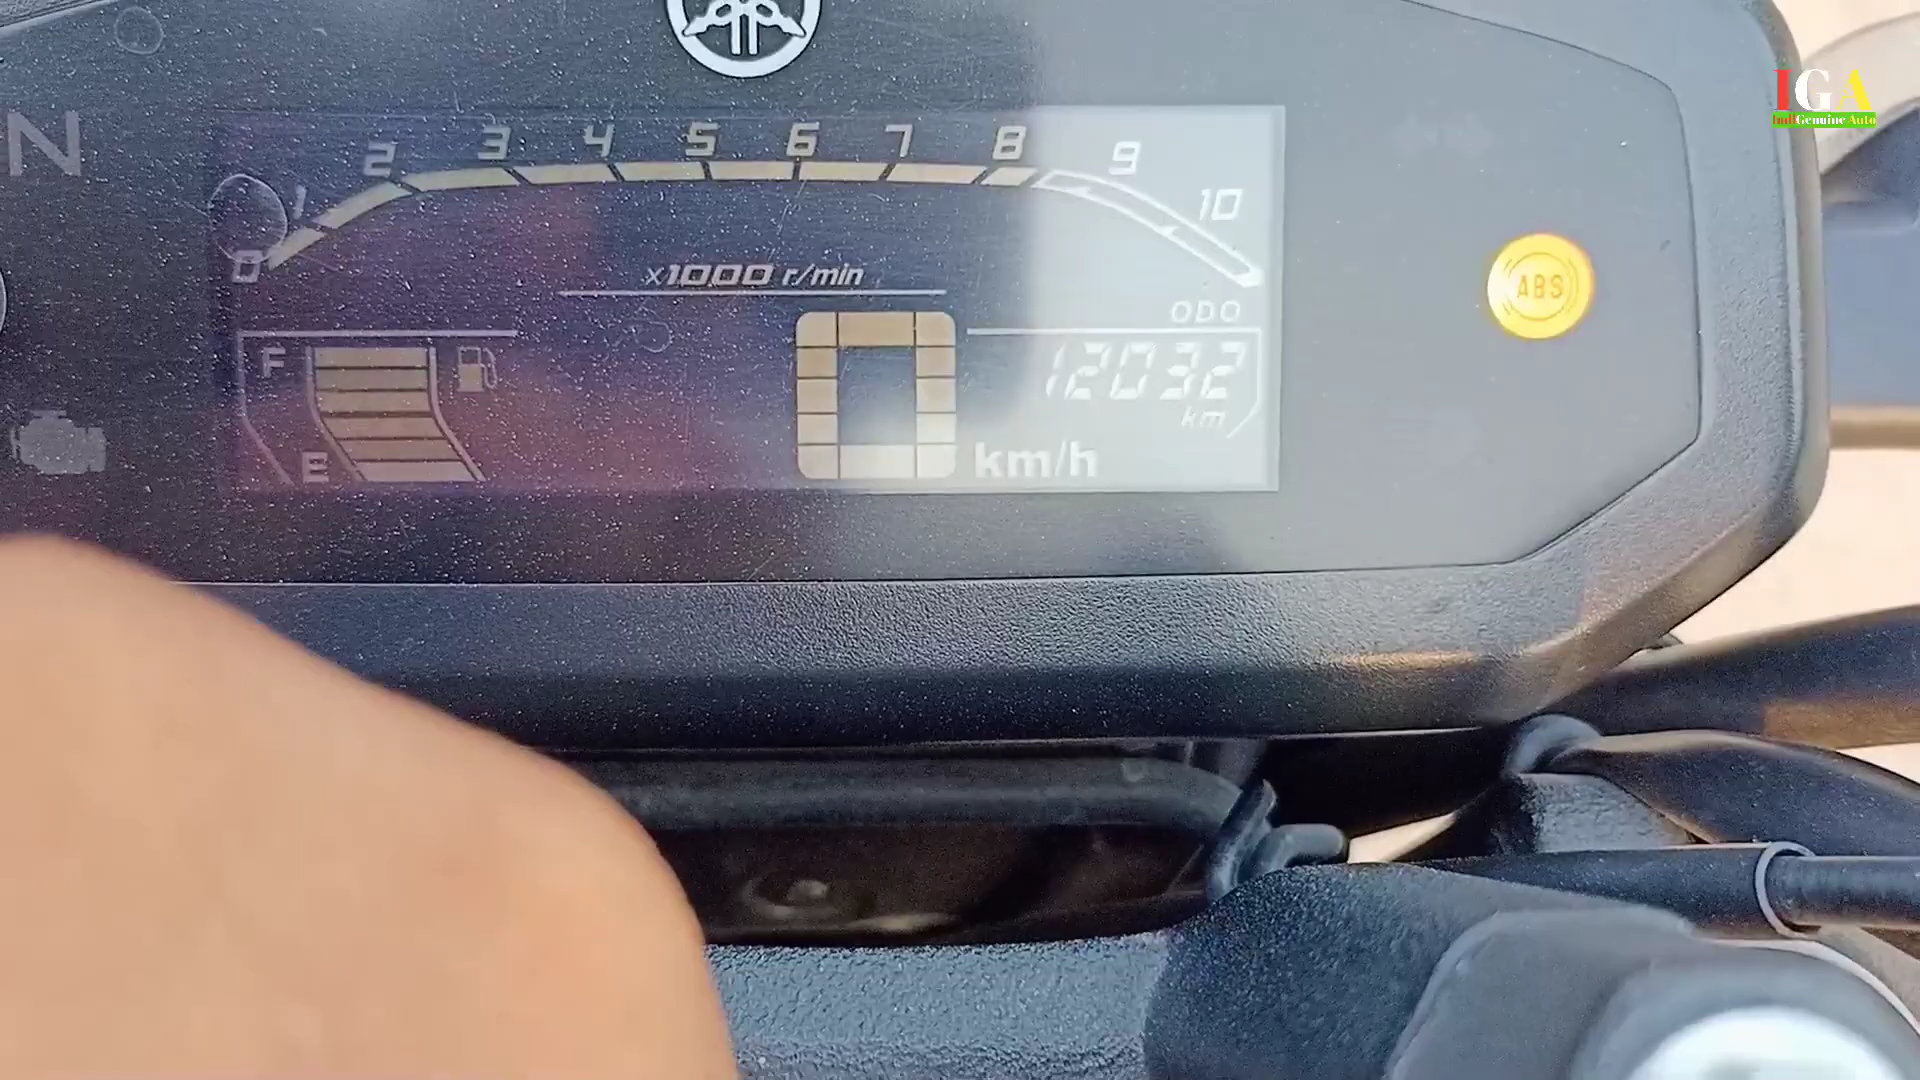 IGA
IndiGenuine Auto
N
0 1 2 3 4 5 6 7 8 9 10
x1000 r/min
ABS
ODO
F
12032
km
E
0 km/h